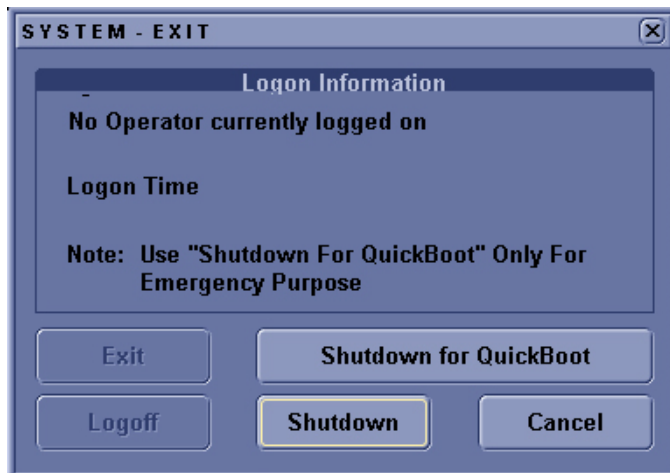 SYSTEM - EXIT
Logon Information
No Operator currently logged on
Logon Time
Note: Use "Shutdown For QuickBoot" Only For
Emergency Purpose
Exit
Shutdown for QuickBoot
Logoff
Shutdown
Cancel